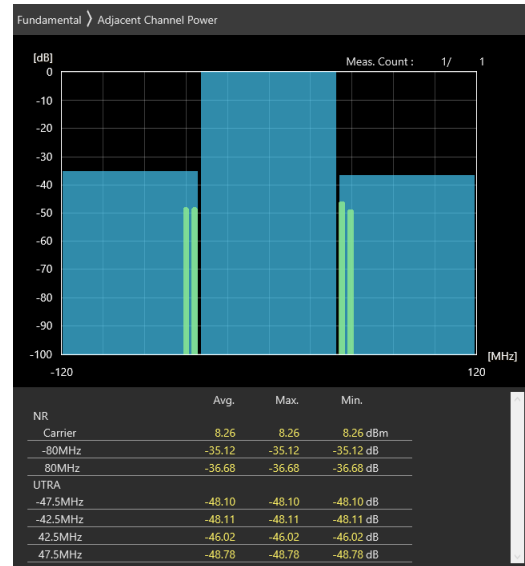 Fundamental 〉 Adjacent Channel Power
[dB]
Meas. Count : 1/ 1
0
-10
-20
-30
-40
-50
-60
-70
-80
-90
-100
[MHz]
-120 120
Avg. Max. Min.
NR
Carrier 8.26 8.26 8.26 dBm
-80MHz -35.12 -35.12 -35.12 dB
80MHz -36.68 -36.68 -36.68 dB
UTRA
-47.5MHz -48.10 -48.10 -48.10 dB
-42.5MHz -48.11 -48.11 -48.11 dB
42.5MHz -46.02 -46.02 -46.02 dB
47.5MHz -48.78 -48.78 -48.78 dB